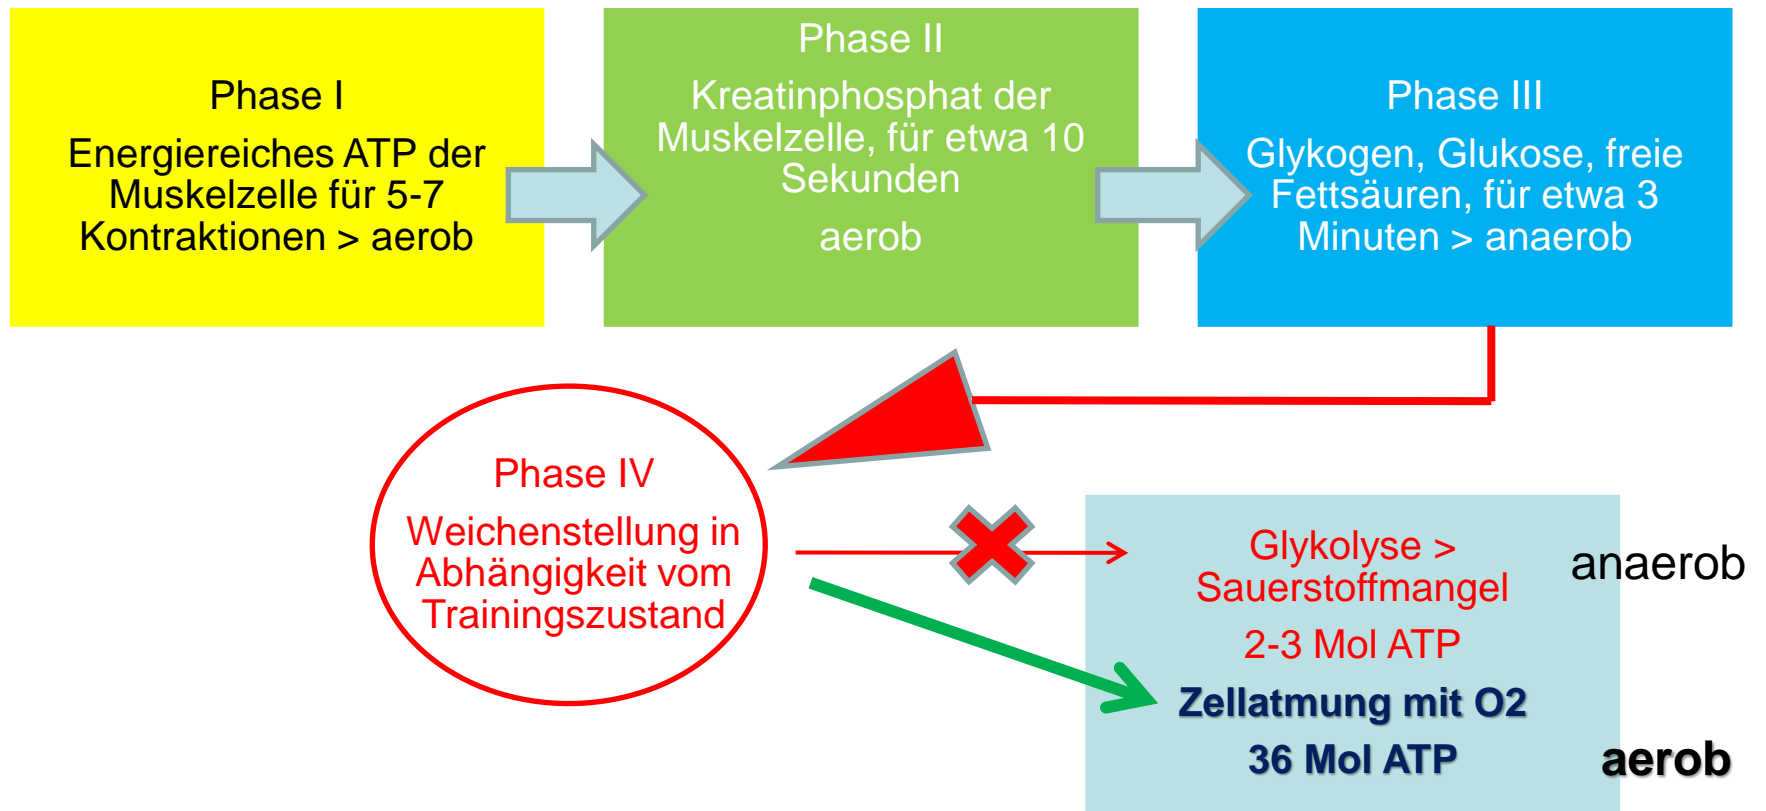 Phase I
Energiereiches ATP der
Muskelzelle für 5-7
Kontraktionen > aerob
Phase II
Kreatinphosphat der
Muskelzelle, für etwa 10
Sekunden
aerob
Phase III
Glykogen, Glukose, freie
Fettsäuren, für etwa 3
Minuten > anaerob
Phase IV
Weichenstellung in
Abhängigkeit vom
Trainingszustand
Glykolyse >
Sauerstoffmangel
2-3 Mol ATP
anaerob
Zellatmung mit O2
36 Mol ATP
aerob